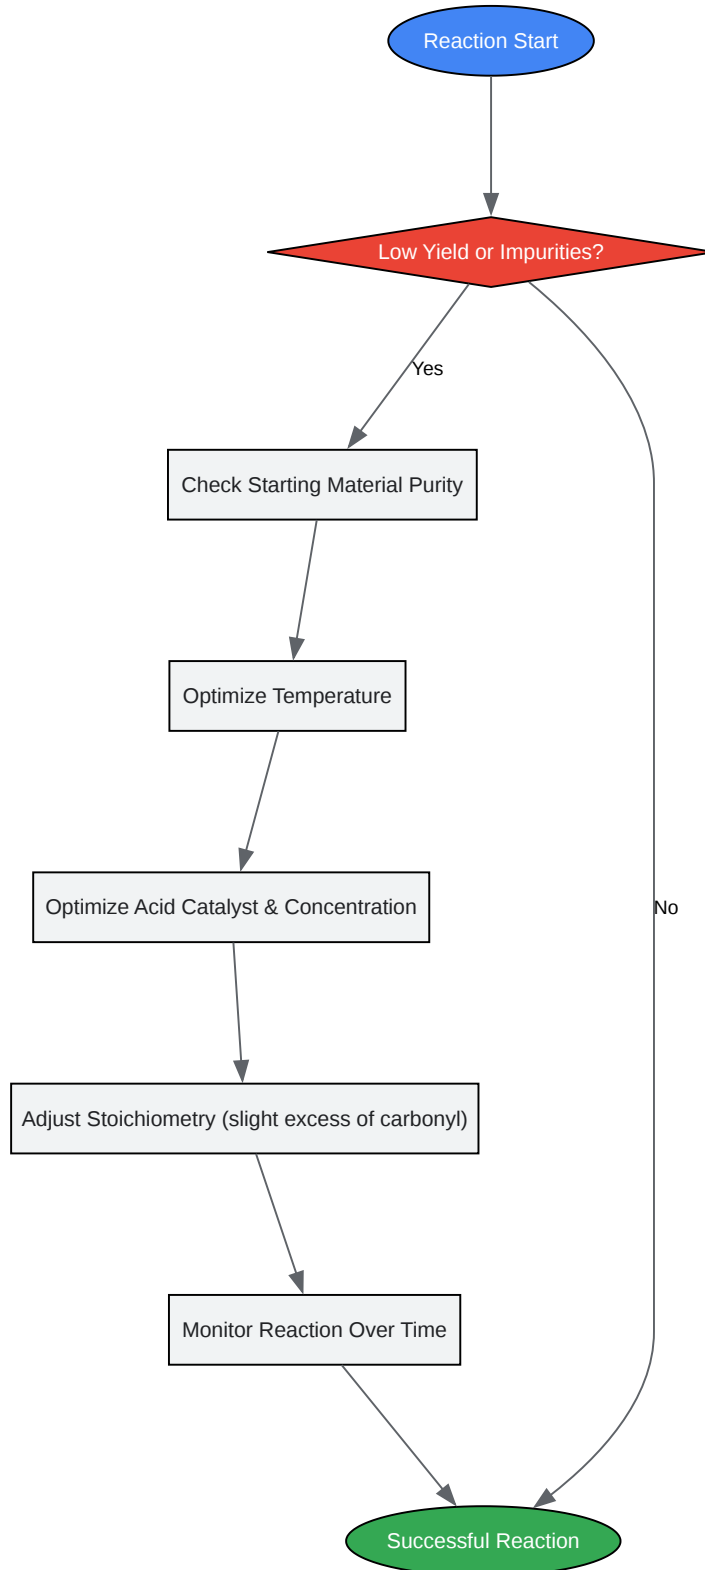 Reaction Start
Low Yield or Impurities?
Yes
Check Starting Material Purity
Optimize Temperature
Optimize Acid Catalyst & Concentration
No
Adjust Stoichiometry (slight excess of carbonyl)
Monitor Reaction Over Time
Successful Reaction